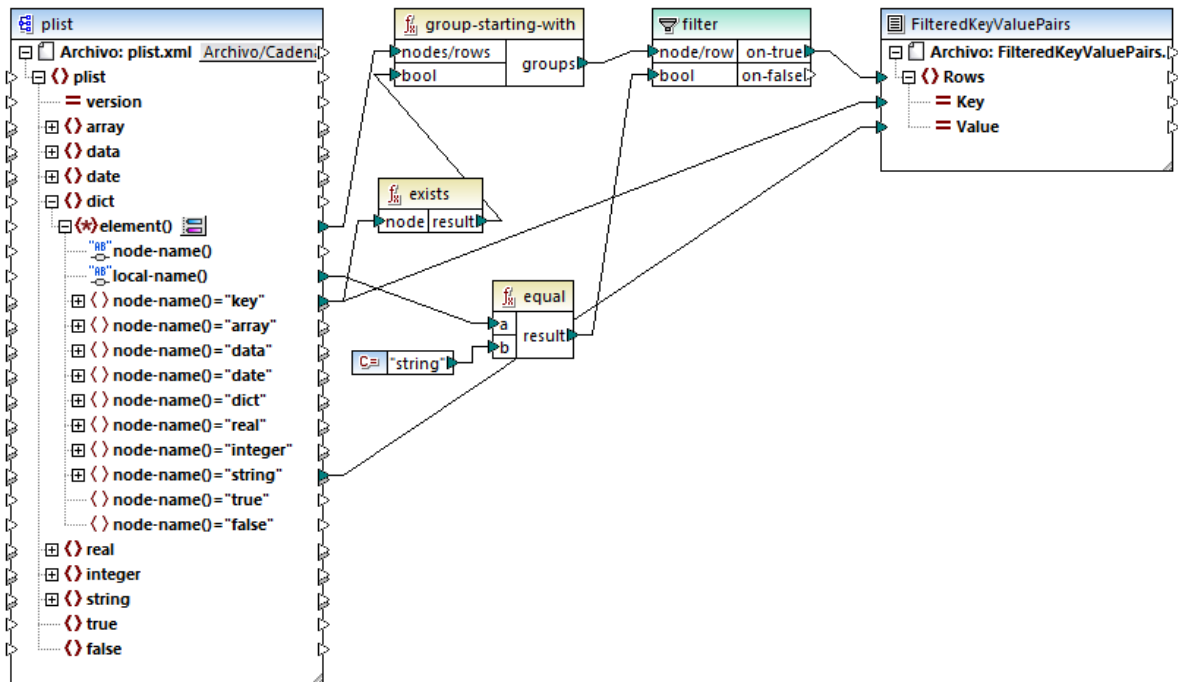 plist
Archivo: plist.xml Archivo/Cadena
plist
version
array
data
date
dict
element()
node-name()
local-name()
node-name()="key"
node-name()="array"
node-name()="data"
node-name()="date"
node-name()="dict"
node-name()="real"
node-name()="integer"
node-name()="string"
node-name()="true"
node-name()="false"
real
integer
string
true
false
group-starting-with
nodes/rows
groups
bool
exists
node result
equal
a
result
b
C= "string"
filter
node/row on-true
bool on-false
FilteredKeyValuePairs
Archivo: FilteredKeyValuePairs.
Rows
Key
Value